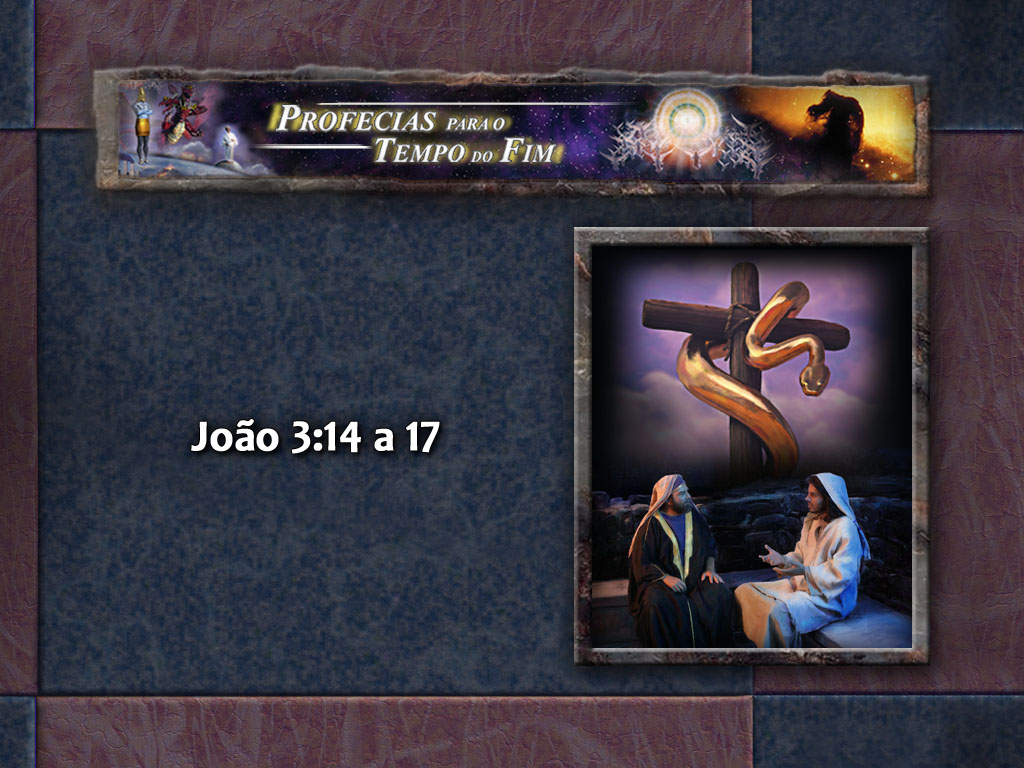 PROFECIAS PARA O
TEMPO DO FIM
João 3:14 a 17